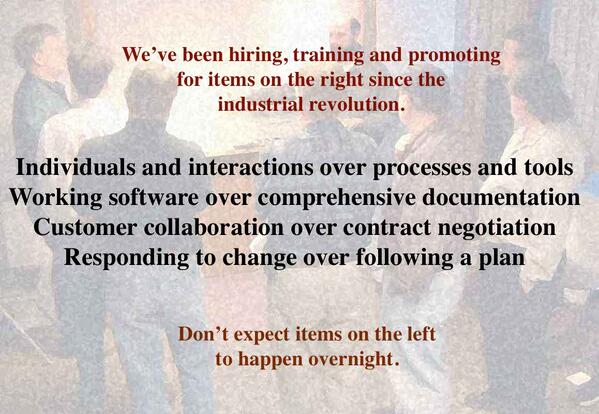 We've been hiring, training and promoting
for items on the right since the
industrial revolution.
Individuals and interactions over processes and tools
Working software over comprehensive documentation
Customer collaboration over contract negotiation
Responding to change over following a plan
Don't expect items on the left
to happen overnight.